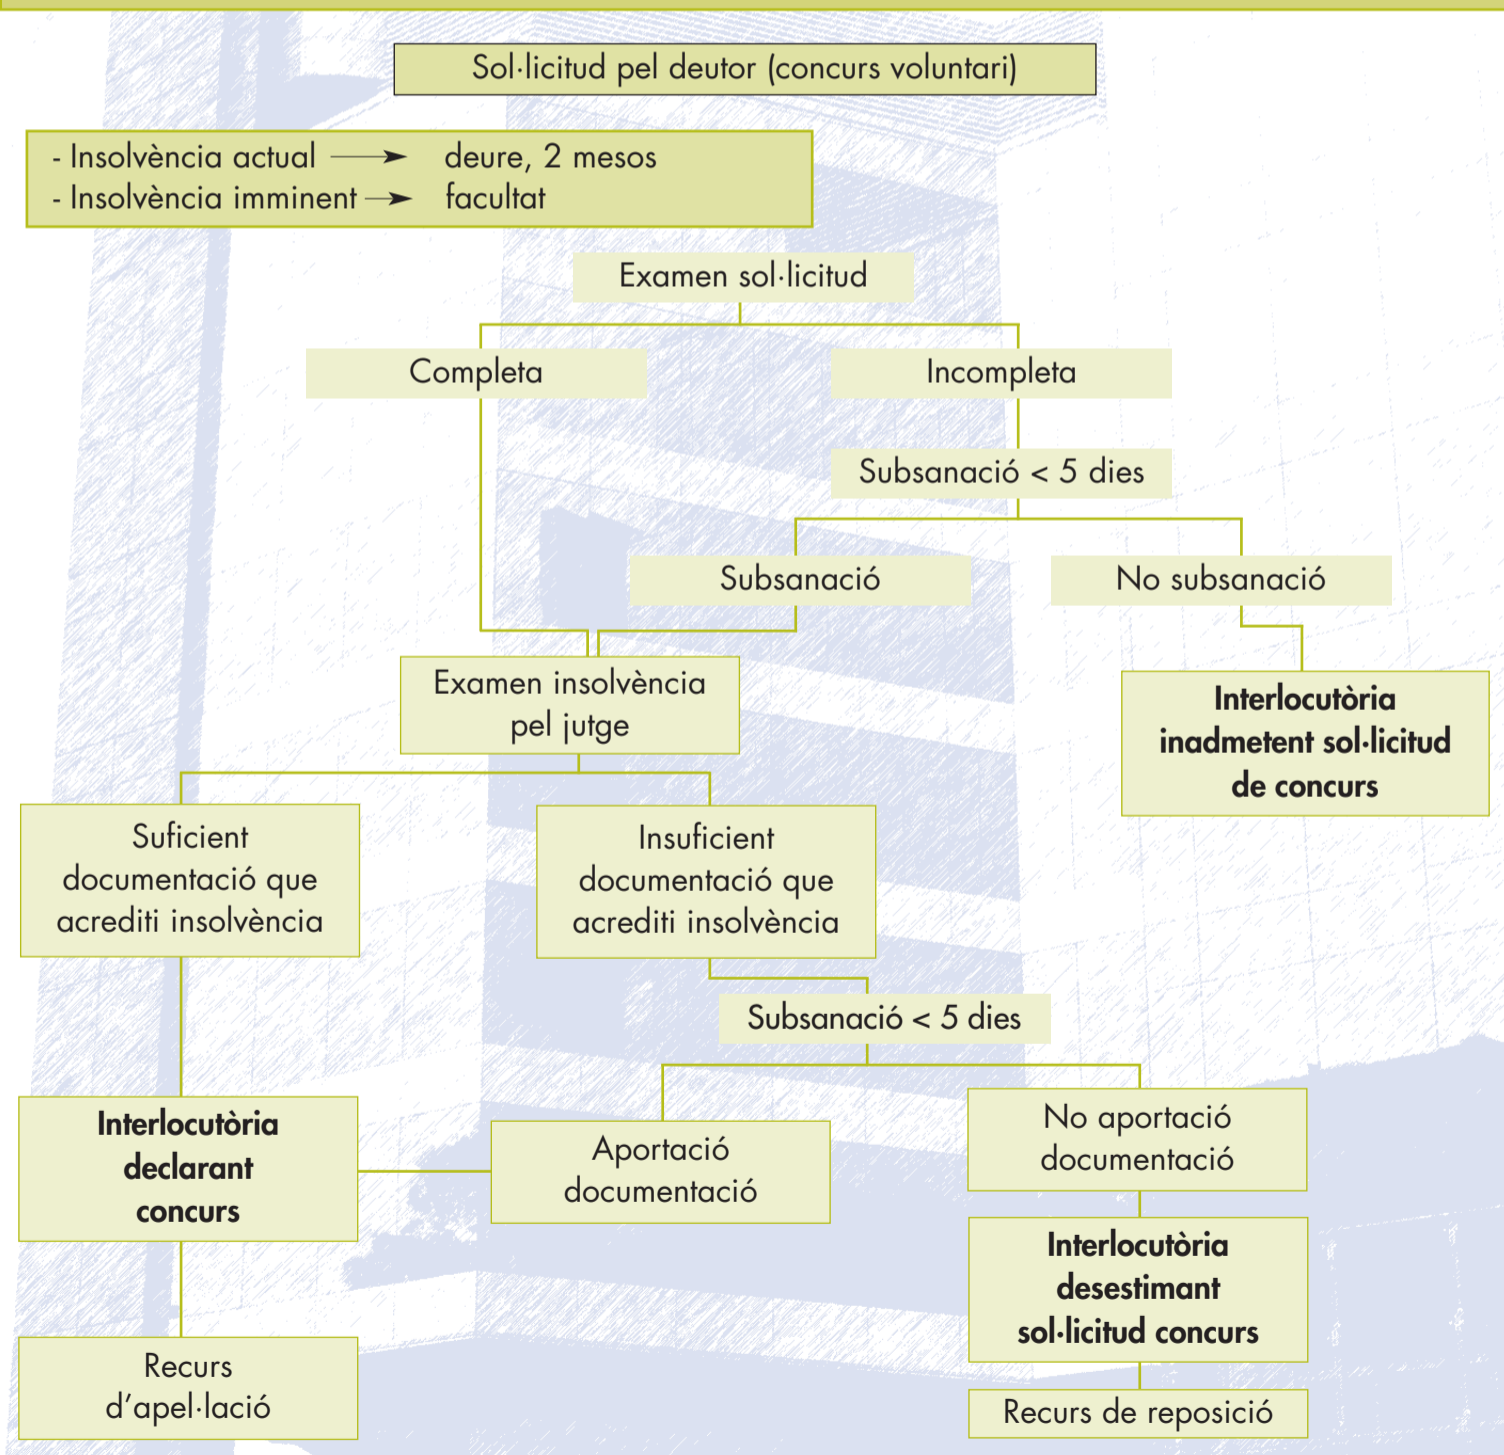 Sol·licitud pel deutor (concurs voluntari)
- Insolvència actual → deure, 2 mesos
- Insolvència imminent → facultat
Examen sol·licitud
Completa
Incompleta
Subsanació < 5 dies
Subsanació
No subsanació
Examen insolvència
pel jutge
Interlocutòria
inadmetent sol·licitud
de concurs
Suficient
documentació que
acrediti insolvència
Insuficient
documentació que
acrediti insolvència
Subsanació < 5 dies
Interlocutòria
declarant
concurs
Aportació
documentació
No aportació
documentació
Interlocutòria
desestimant
sol·licitud concurs
Recurs
d’apel·lació
Recurs de reposició